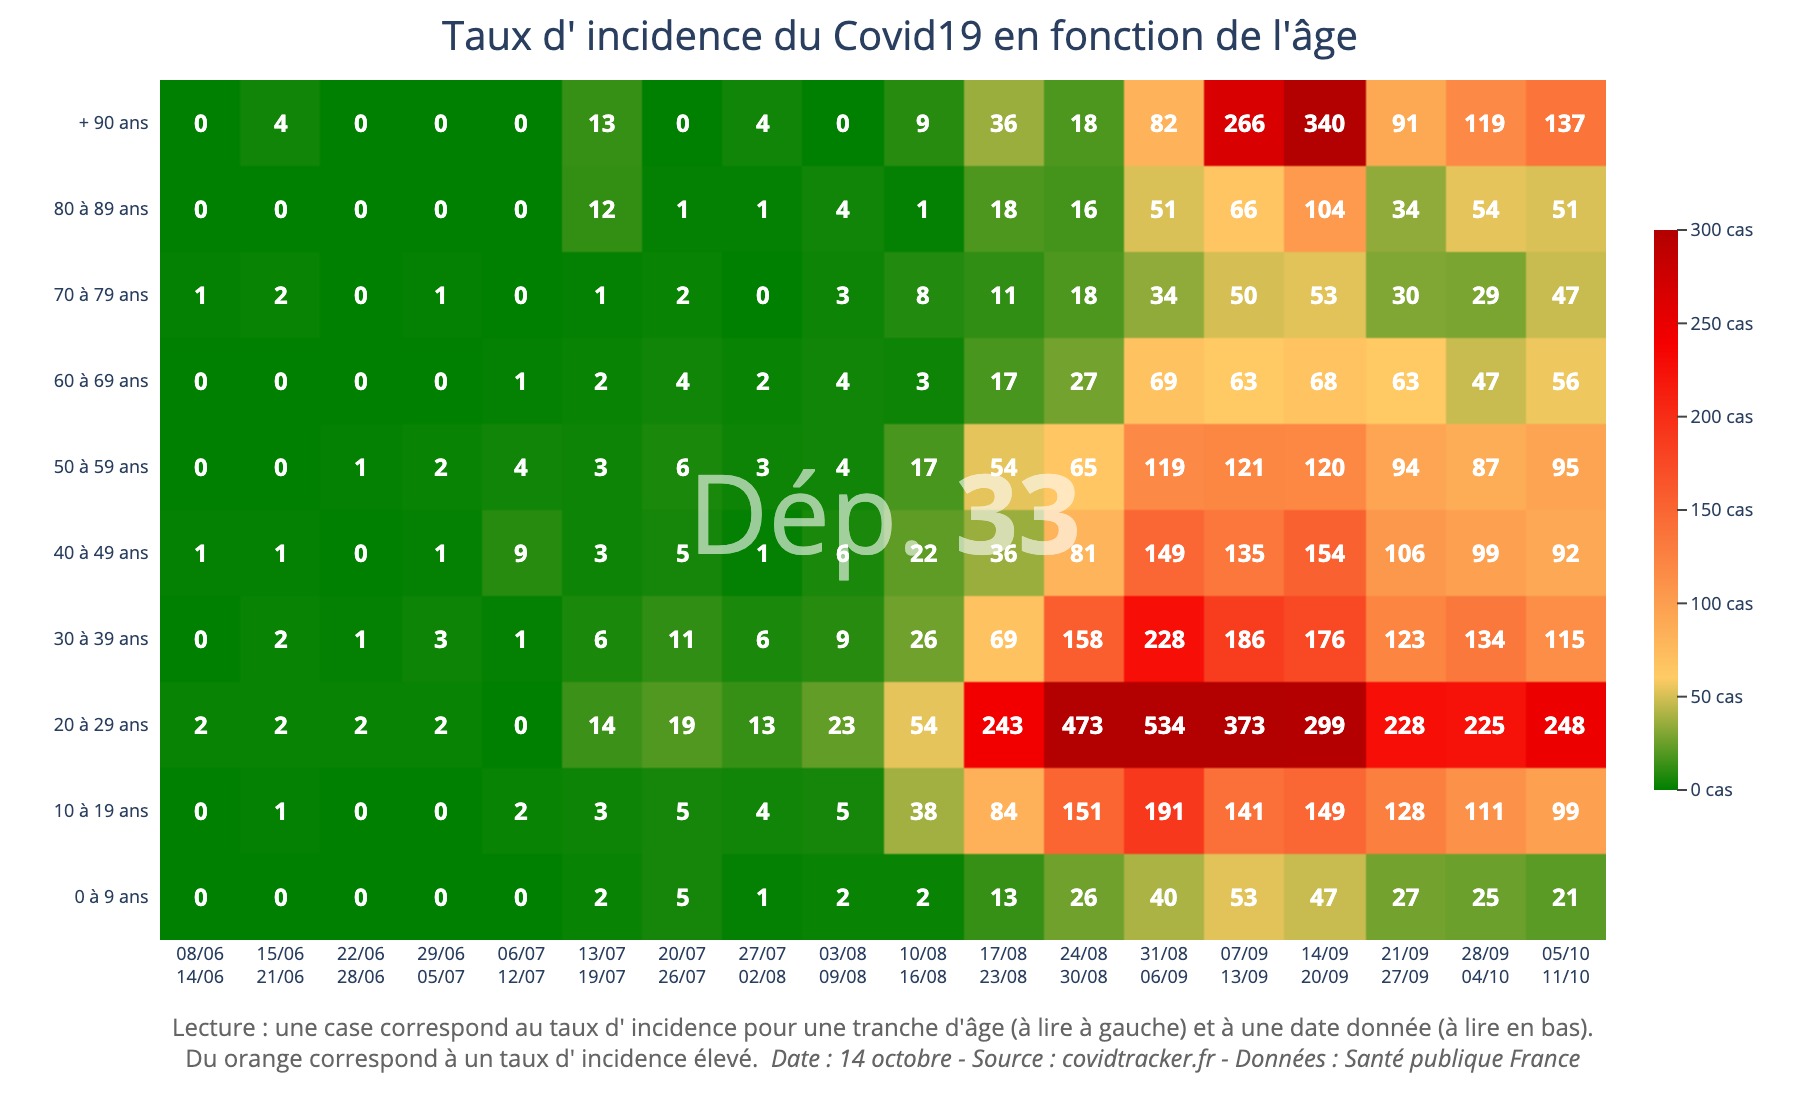 Taux d' incidence du Covid19 en fonction de l'âge
+ 90 ans 0 4 0 0 0 13 0 4 0 9 36 18 82 266 340 91 119 137
80 à 89 ans 0 0 0 0 0 12 1 1 4 1 18 16 51 66 104 34 54 51
300 cas
70 à 79 ans 1 2 0 1 0 1 2 0 3 8 11 18 34 50 53 30 29 47
250 cas
60 à 69 ans 0 0 0 0 1 2 4 2 4 3 17 27 69 63 68 63 47 56
200 cas
50 à 59 ans 0 0 1 2 4 3 6 3 4 17 54 65 119 121 120 94 87 95
Dép. 33
150 cas
40 à 49 ans 1 1 0 1 9 3 5 1 6 22 36 81 149 135 154 106 99 92
100 cas
30 à 39 ans 0 2 1 3 1 6 11 6 9 26 69 158 228 186 176 123 134 115
50 cas
20 à 29 ans 2 2 2 2 0 14 19 13 23 54 243 473 534 373 299 228 225 248
0 cas
10 à 19 ans 0 1 0 0 2 3 5 4 5 38 84 151 191 141 149 128 111 99
0 à 9 ans 0 0 0 0 0 2 5 1 2 2 13 26 40 53 47 27 25 21
08/06 15/06 22/06 29/06 06/07 13/07 20/07 27/07 03/08 10/08 17/08 24/08 31/08 07/09 14/09 21/09 28/09 05/10
14/06 21/06 28/06 05/07 12/07 19/07 26/07 02/08 09/08 16/08 23/08 30/08 06/09 13/09 20/09 27/09 04/10 11/10
Lecture : une case correspond au taux d' incidence pour une tranche d'âge (à lire à gauche) et à une date donnée (à lire en bas).
Du orange correspond à un taux d' incidence élevé. Date : 14 octobre - Source : covidtracker.fr - Données : Santé publique France